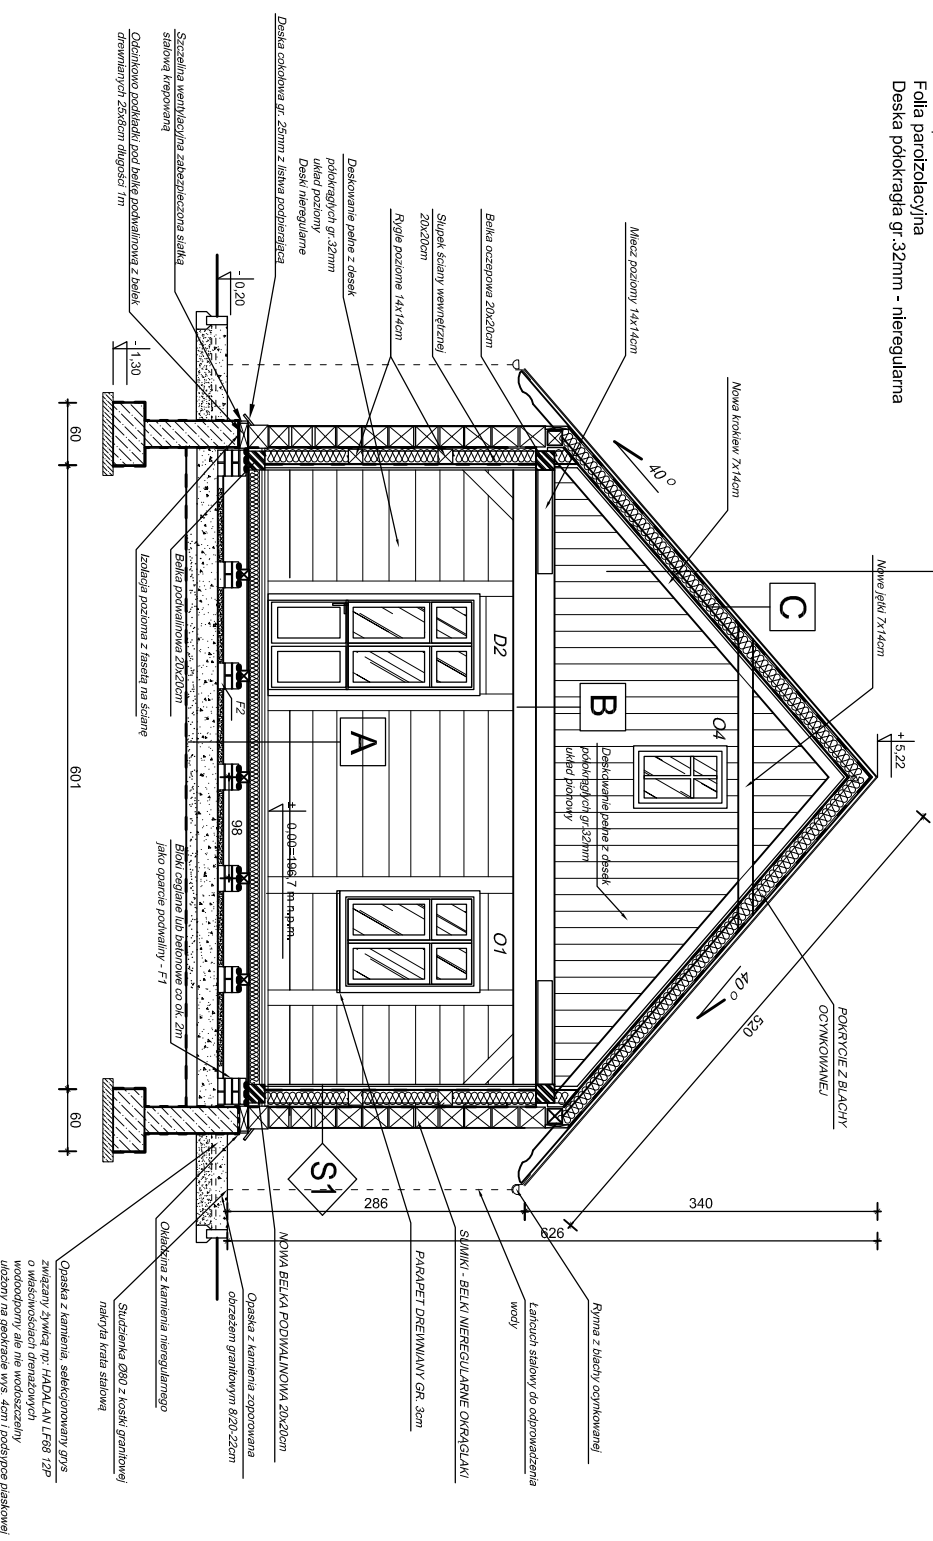 Folia paroizolacyjna
Deska półokrągła gr.32mm - nieregularna
Nowe jętki 7x14cm
Nowa krokiew 7x14cm
Miecz poziomy 14x14cm
Belka oczepowa 20x20cm
Słupek ściany wewnętrznej
20x20cm
Rygle poziome 14x14cm
Deskowanie pełne z desek
półokrągłych gr.32mm
układ poziomy
Deski nieregularne
Deska cokołowa gr. 25mm z listwa podpierającą
Szczelina wentylacyjna zabezpieczona siatką
stalową krepowaną
Odcinkowo podkładki pod belkę podwalinową z belek
drewnianych 25x8cm długości 1m
- 0,20
- 1,30
+ 5,22
40 °
40 °
520
C
B
A
S1
D2
O4
O1
F2
Deskowanie pełne z desek
półokrągłych gr.32mm
układ pionowy
POKRYCIE Z BLACHY
OCYNKOWANEJ
± 0,00=196,7 m n.p.m.
98
Belka podwalinowa 20x20cm
Izolacja pozioma z fasetą na ścianę
Bloki ceglane lub betonowe co ok. 2m
jako oparcie podwaliny - F1
60
601
60
286
340
626
Rynna z blachy ocynkowanej
Łańcuch stalowy do odprowadzenia
wody
SUMIKI - BELKI NIEREGULARNE OKRĄGLAKI
PARAPET DREWNIANY GR. 3cm
NOWA BELKA PODWALINOWA 20x20cm
Opaska z kamienia zoporowana
obrzeżem granitowym 8/20-22cm
Okładzina z kamienia nieregularnego
Studzienka Ø80 z kostki granitowej
nakryta krata stalową
Opaska z kamienia, selekcjonowany grys
związany żywicą np: HADALAN LF68 12P
o właściwościach drenażowych
wodoodporny ale nie wodoszczelny
ułożony na geokracie wys. 4cm i podsypce piaskowej